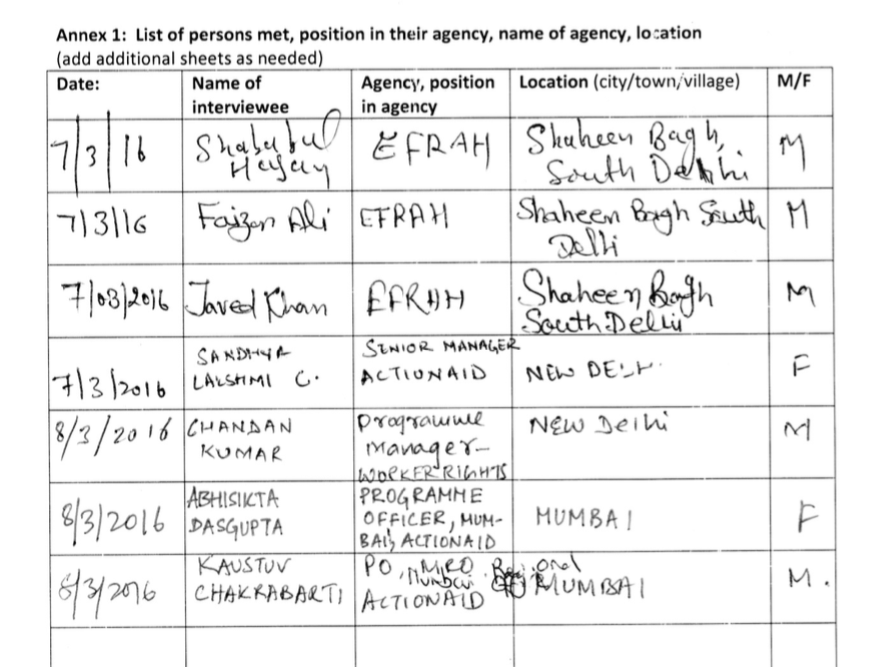 Annex 1: List of persons met, position in their agency, name of agency, location
(add additional sheets as needed)
Date: Name of interviewee Agency, position in agency Location (city/town/village) M/F
7/3/16 Shahabul Hasan EFRAH Shaheen Bagh, South Delhi M
7/3/16 Faizan Ali EFRAH Shaheen Bagh South Delhi M
7/03/2016 Javed Khan EFRAH Shaheen Bagh South Delhi M
7/3/2016 SANDHYA LAKSHMI C. SENIOR MANAGER ACTIONAID NEW DELHI. F
8/3/2016 CHANDAN KUMAR Programme Manager- WORKER RIGHTS New Delhi M
8/3/2016 ABHISIKTA DASGUPTA PROGRAMME OFFICER, MUMBAI, ACTIONAID MUMBAI F
8/3/2016 KAUSTUV CHAKRABARTI PO, MRO Mumbai Regional ACTIONAID MUMBAI M.